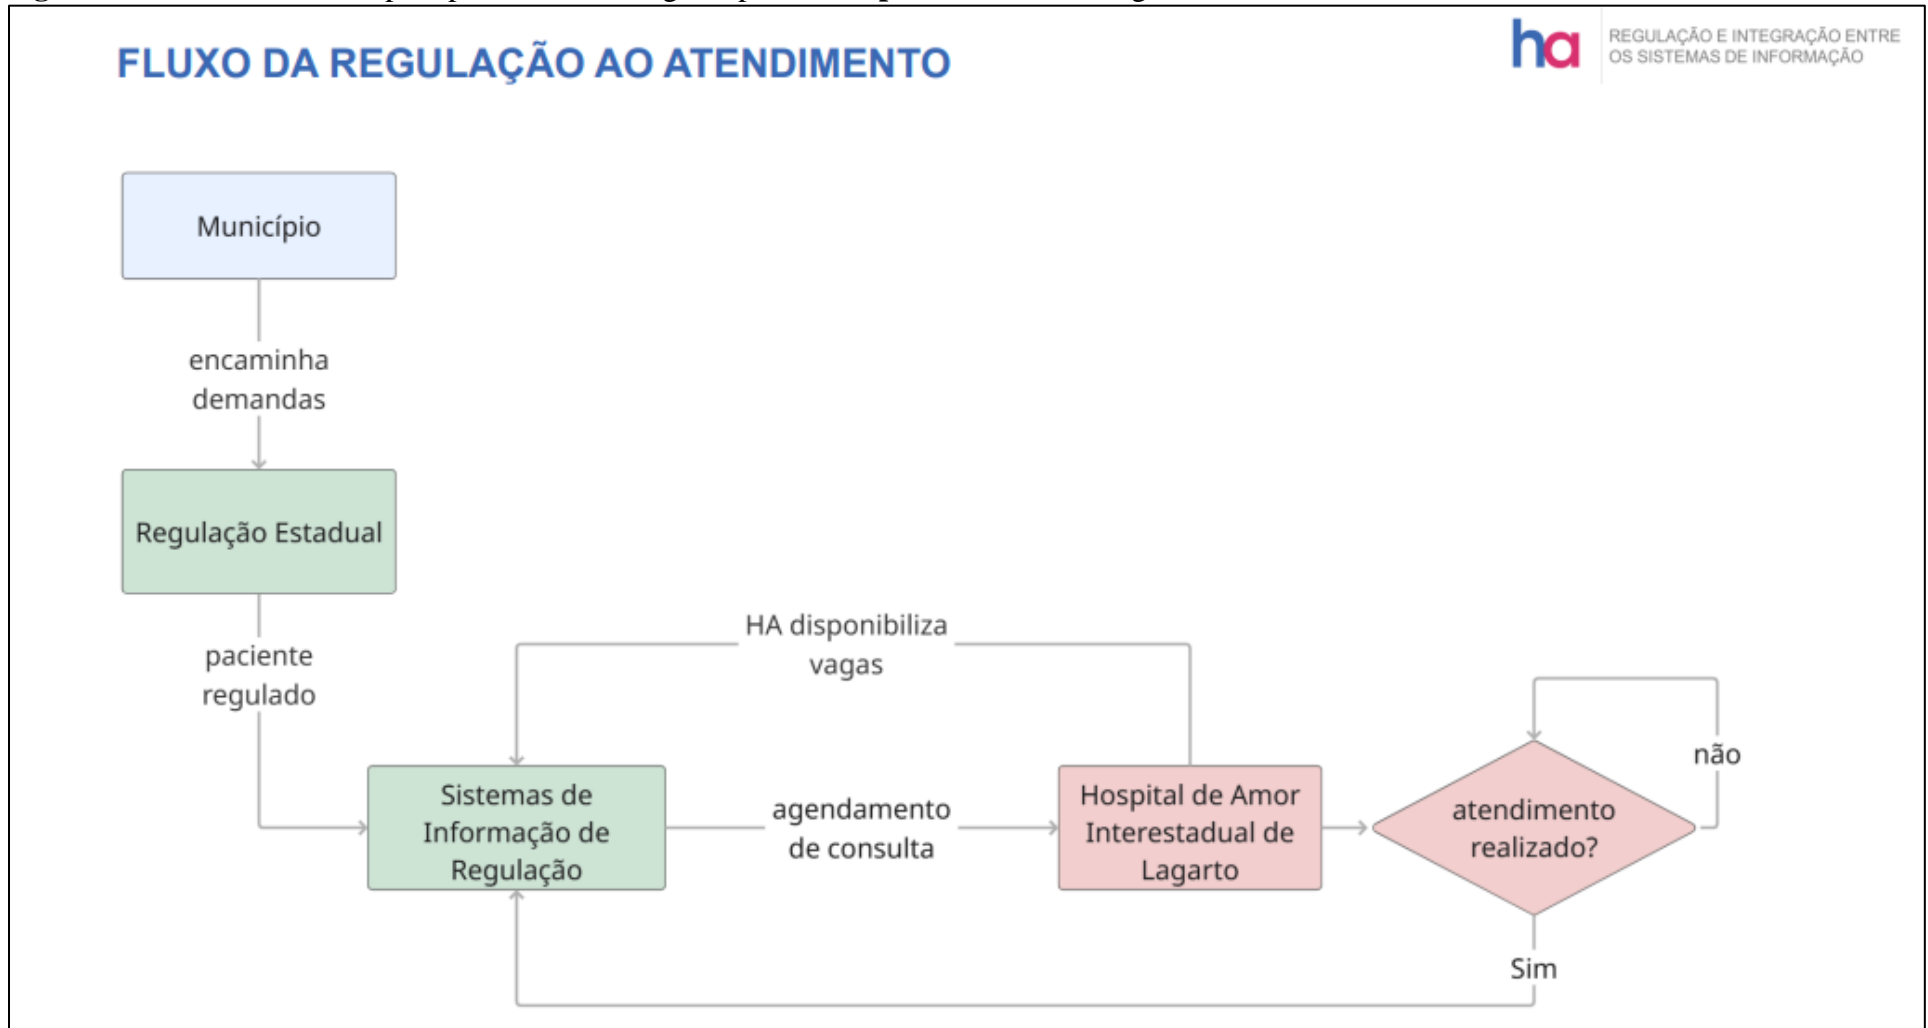 FLUXO DA REGULAÇÃO AO ATENDIMENTO
ha
REGULAÇÃO E INTEGRAÇÃO ENTRE
OS SISTEMAS DE INFORMAÇÃO
Município
encaminha
demandas
Regulação Estadual
paciente
regulado
HA disponibiliza
vagas
Sistemas de
Informação de
Regulação
agendamento
de consulta
Hospital de Amor
Interestadual de
Lagarto
atendimento
realizado?
não
Sim